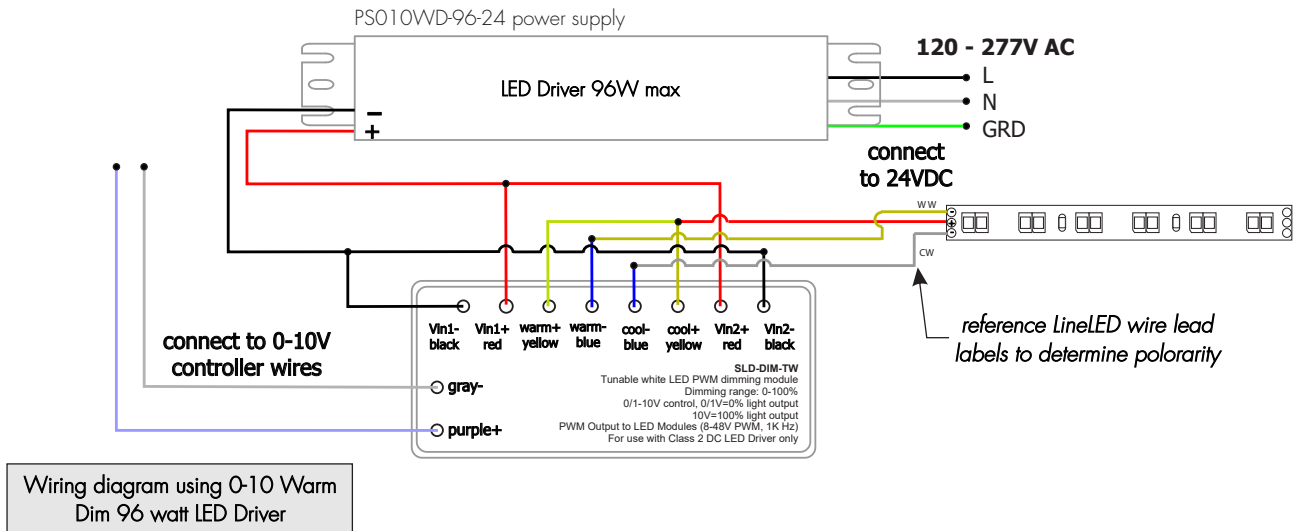 PS010WD-96-24 power supply
120 - 277V AC
LED Driver 96W max
L
N
GRD
−
+
connect
to 24VDC
WW
CW
reference LineLED wire lead
labels to determine polorarity
Vin1-
black
Vin1+
red
warm+
yellow
warm-
blue
cool-
blue
cool+
yellow
Vin2+
red
Vin2-
black
connect to 0-10V
controller wires
gray-
purple+
SLD-DIM-TW
Tunable white LED PWM dimming module
Dimming range: 0-100%
0/1-10V control, 0/1V=0% light output
10V=100% light output
PWM Output to LED Modules (8-48V PWM, 1K Hz)
For use with Class 2 DC LED Driver only
Wiring diagram using 0-10 Warm
Dim 96 watt LED Driver